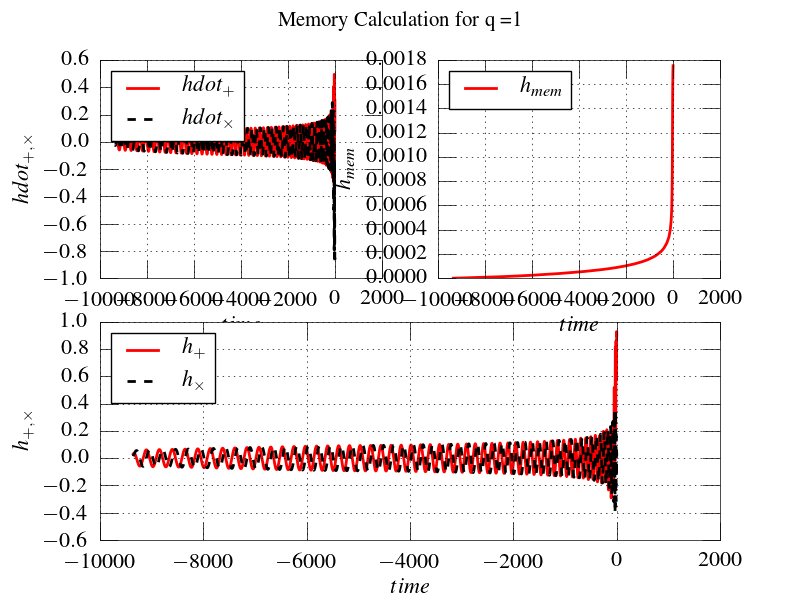 Memory Calculation for q =1
0.6
0.4
0.2
0.0
−0.2
−0.4
−0.6
−0.8
−1.0
hdot+,×
hdot+
hdot×
−10000 −8000 −6000 −4000 −2000 0 2000
time
0.0018
0.0016
0.0014
0.0012
0.0010
0.0008
0.0006
0.0004
0.0002
0.0000
h_mem
h_mem
−10000 −8000 −6000 −4000 −2000 0 2000
time
1.0
0.8
0.6
0.4
0.2
0.0
−0.2
−0.4
−0.6
h+,×
h+
h×
−10000 −8000 −6000 −4000 −2000 0 2000
time